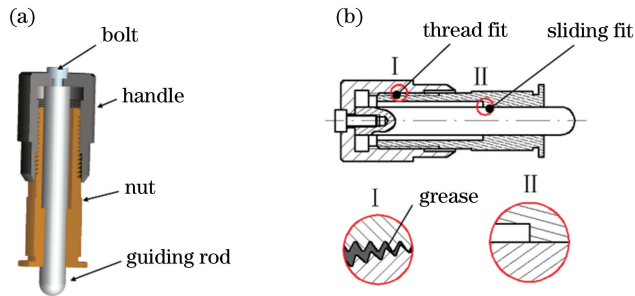 (a)
bolt
handle
nut
guiding rod
(b)
thread fit
sliding fit
I
II
I
grease
II